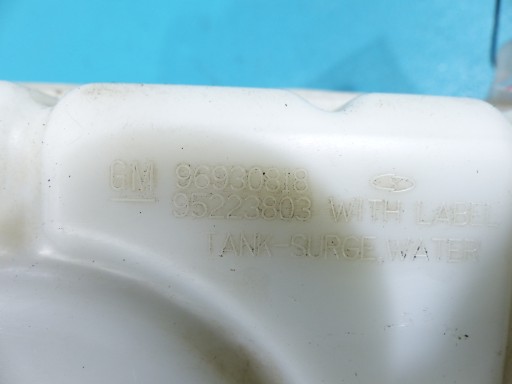 GM 96930818
95223803 WITH LABEL
TANK-SURGE, WATER